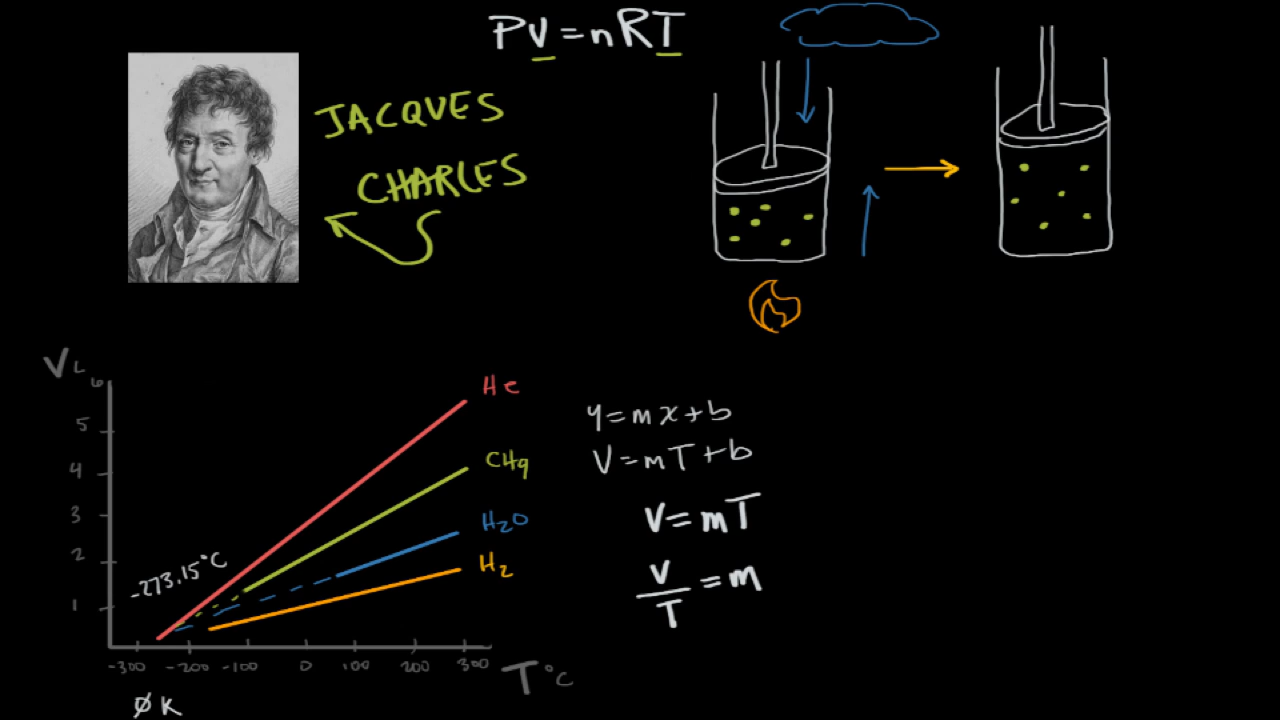 PV=nRT
JACQUES
CHARLES
V L
6
5
4
3
2
1
-273.15°C
He
CH4
H2O
H2
-300 -200 -100 0 100 200 300
T°C
ØK
y=mx+b
V=mT+b
V=mT
V/T=m